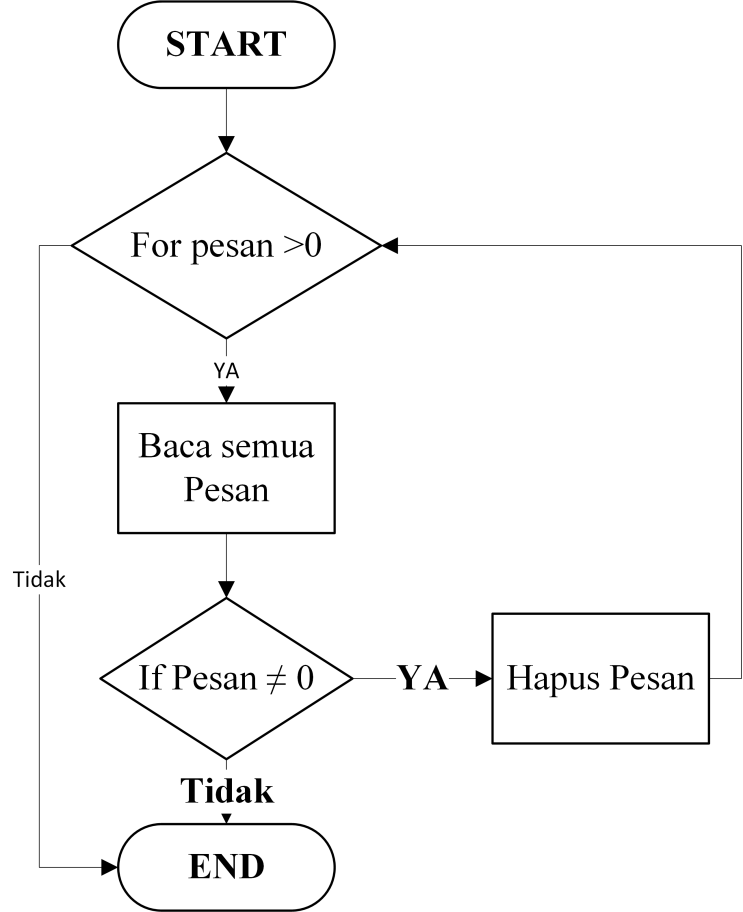 START
For pesan >0
YA
Baca semua
Pesan
Tidak
If Pesan ≠ 0
YA
Hapus Pesan
Tidak
END